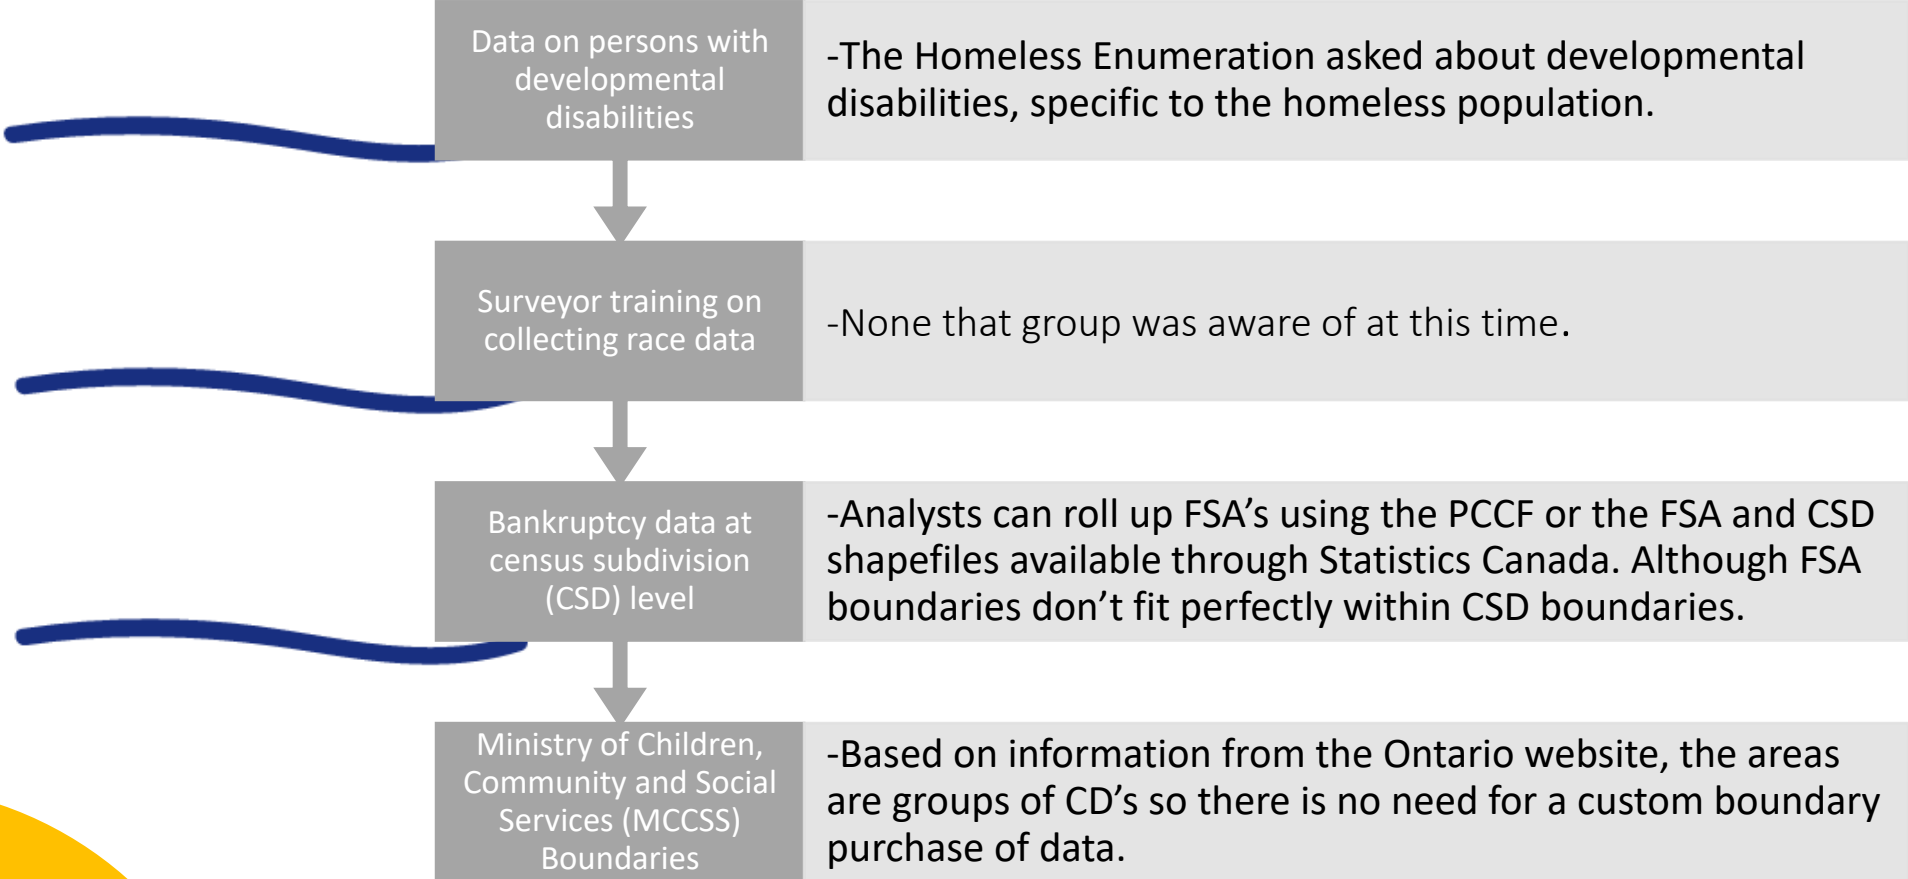 Data on persons with
developmental
disabilities
-The Homeless Enumeration asked about developmental
disabilities, specific to the homeless population.
Surveyor training on
collecting race data
-None that group was aware of at this time.
Bankruptcy data at
census subdivision
(CSD) level
-Analysts can roll up FSA’s using the PCCF or the FSA and CSD
shapefiles available through Statistics Canada. Although FSA
boundaries don’t fit perfectly within CSD boundaries.
Ministry of Children,
Community and Social
Services (MCCSS)
Boundaries
-Based on information from the Ontario website, the areas
are groups of CD’s so there is no need for a custom boundary
purchase of data.